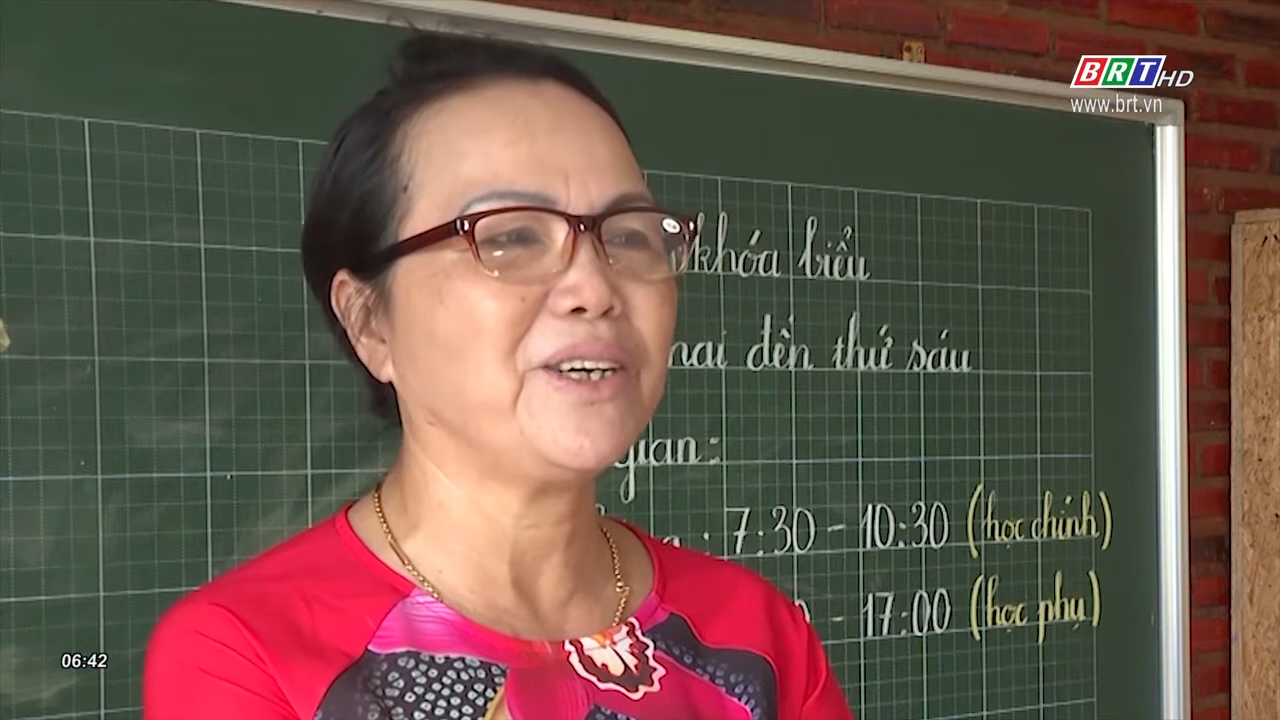 BRT HD
www.brt.vn
khóa biểu
hai đến thứ sáu
gian:
7:30 - 10:30 (học chính)
- 17:00 (học phụ)
06:42